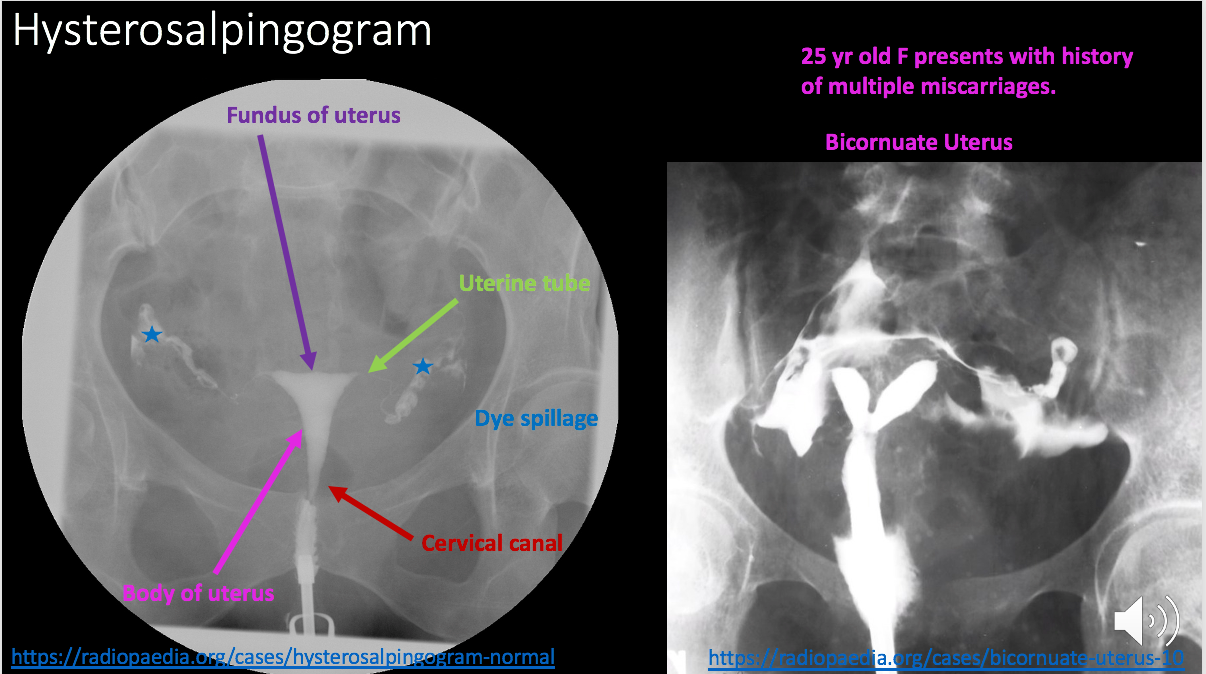 Hysterosalpingogram
25 yr old F presents with history
of multiple miscarriages.
Fundus of uterus
Bicornuate Uterus
Uterine tube
Dye spillage
Cervical canal
Body of uterus
https://radiopaedia.org/cases/hysterosalpingogram-normal
https://radiopaedia.org/cases/bicornuate-uterus-10